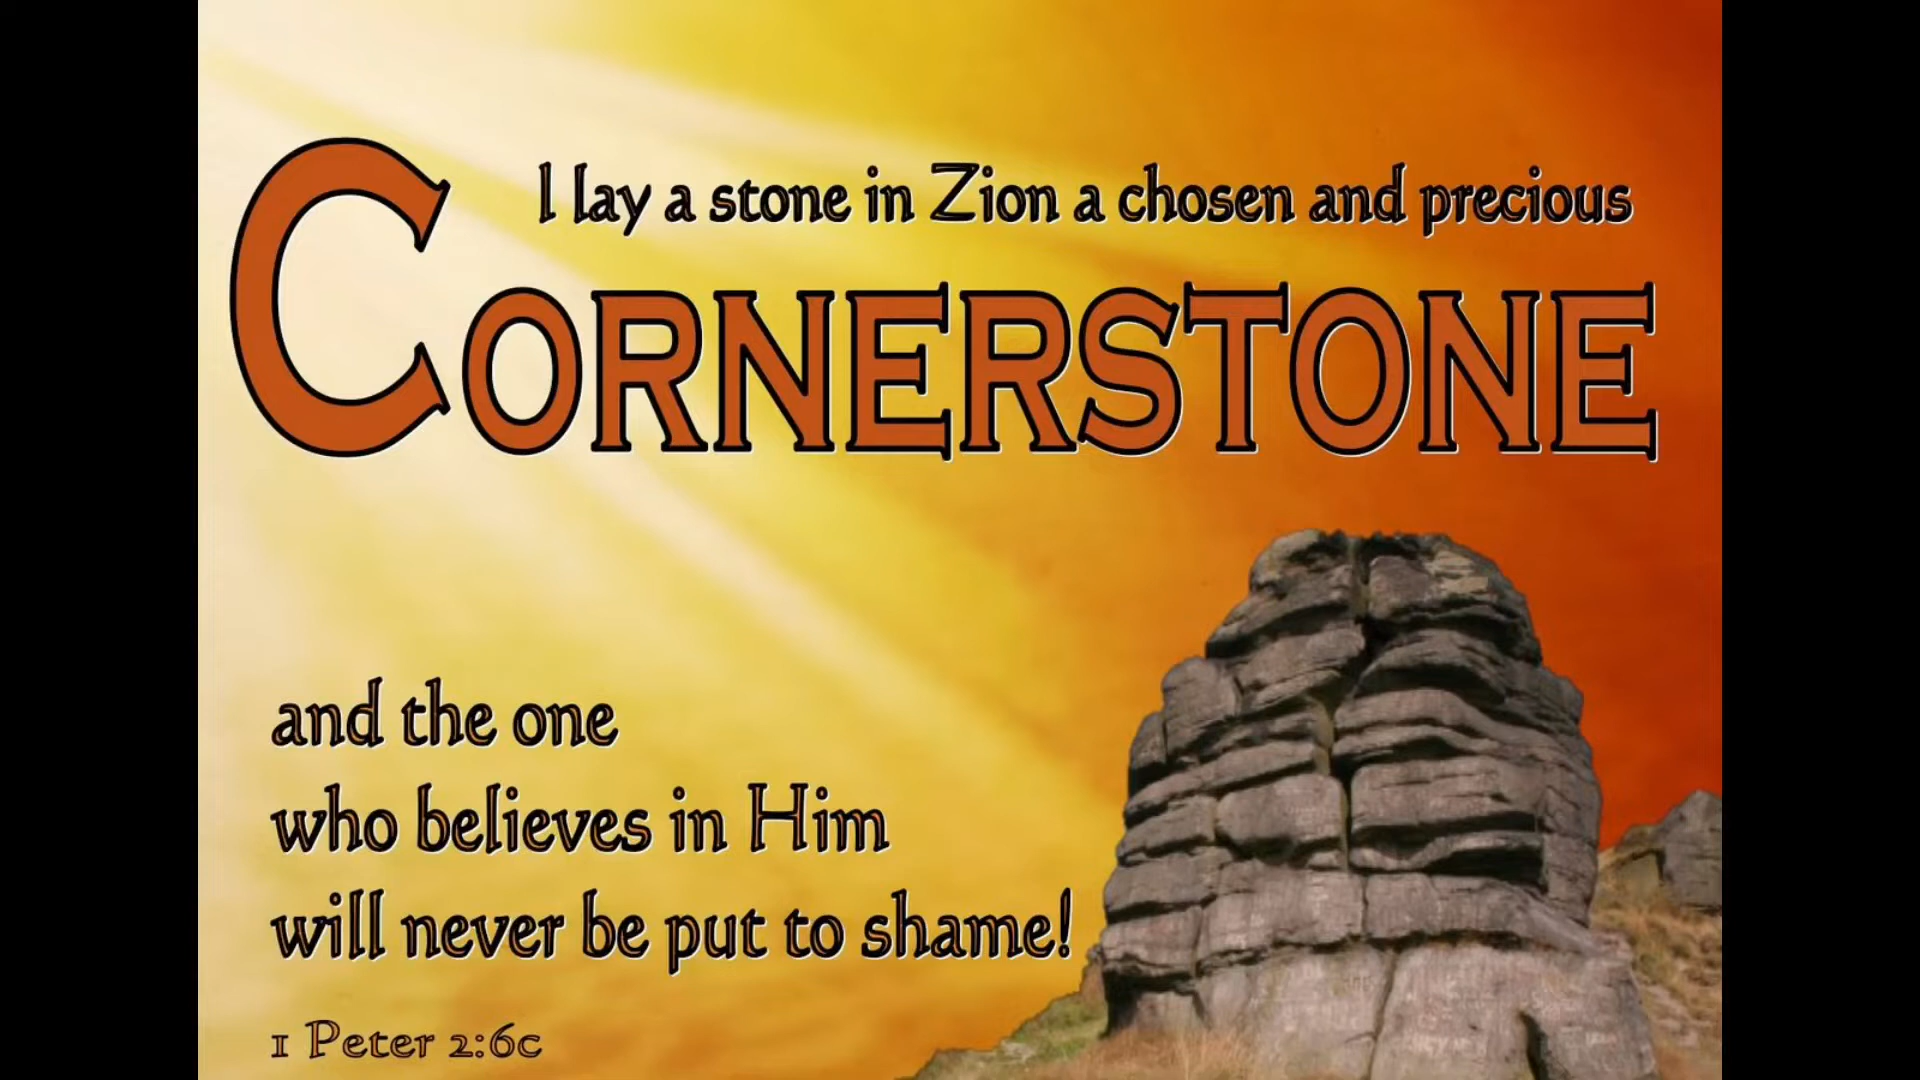 I lay a stone in Zion a chosen and precious
CORNERSTONE
and the one
who believes in Him
will never be put to shame!
1 Peter 2:6c